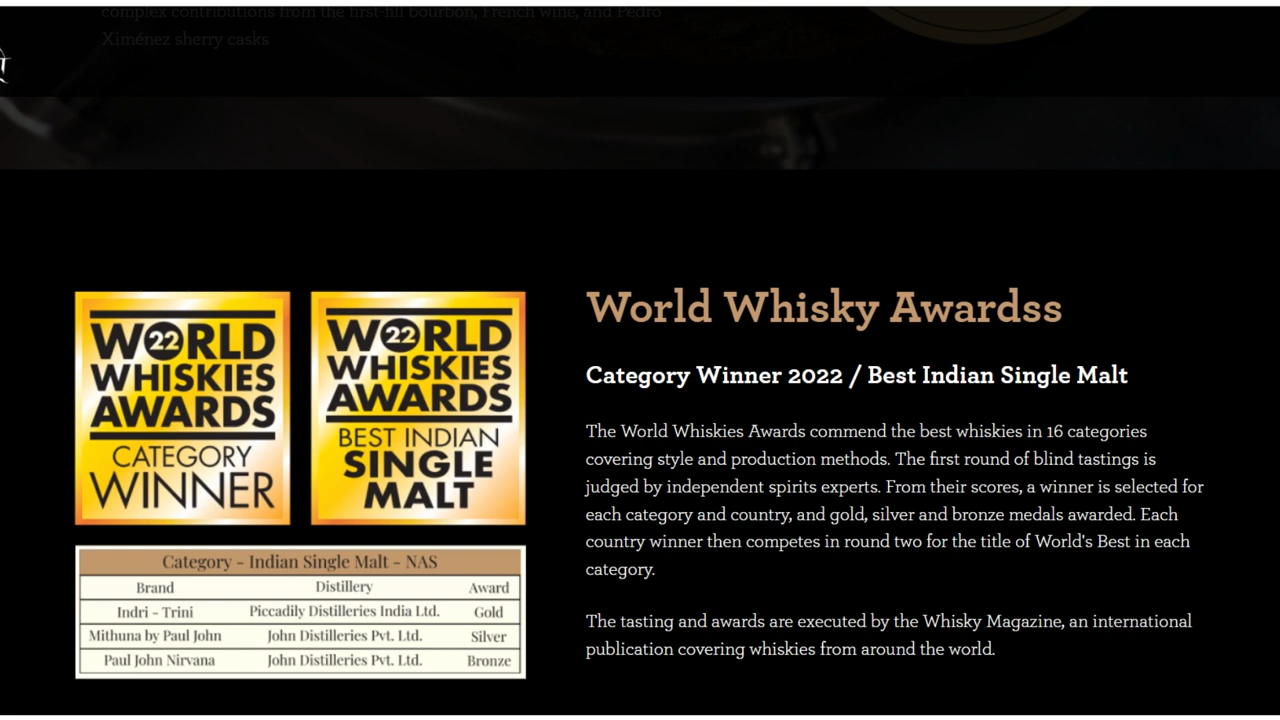 complex contributions from the first-fill bourbon, French wine, and Pedro
Ximénez sherry casks
World Whisky Awardss
Category Winner 2022 / Best Indian Single Malt
The World Whiskies Awards commend the best whiskies in 16 categories
covering style and production methods. The first round of blind tastings is
judged by independent spirits experts. From their scores, a winner is selected for
each category and country, and gold, silver and bronze medals awarded. Each
country winner then competes in round two for the title of World's Best in each
category.
The tasting and awards are executed by the Whisky Magazine, an international
publication covering whiskies from around the world.
22
WORLD
WHISKIES
AWARDS
CATEGORY
WINNER
22
WORLD
WHISKIES
AWARDS
BEST INDIAN
SINGLE
MALT
Category - Indian Single Malt - NAS
Brand Distillery Award
Indri - Trini Piccadily Distilleries India Ltd. Gold
Mithuna by Paul John John Distilleries Pvt. Ltd. Silver
Paul John Nirvana John Distilleries Pvt. Ltd. Bronze